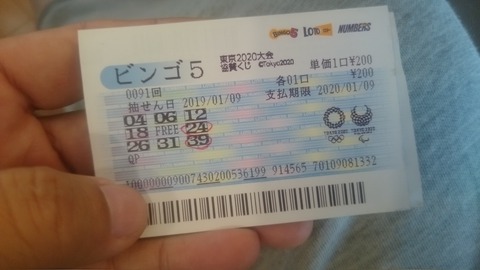 BINGO5 LOTO NUMBERS
ビンゴ5
東京2020大会
協賛くじ ©Tokyo2020
単価1口¥200
0091回
各01口 ¥200
抽せん日 2019/01/09
支払期限 2020/01/09
04 06 12
18 FREE 24
26 31 39
QP
914565 70109081332